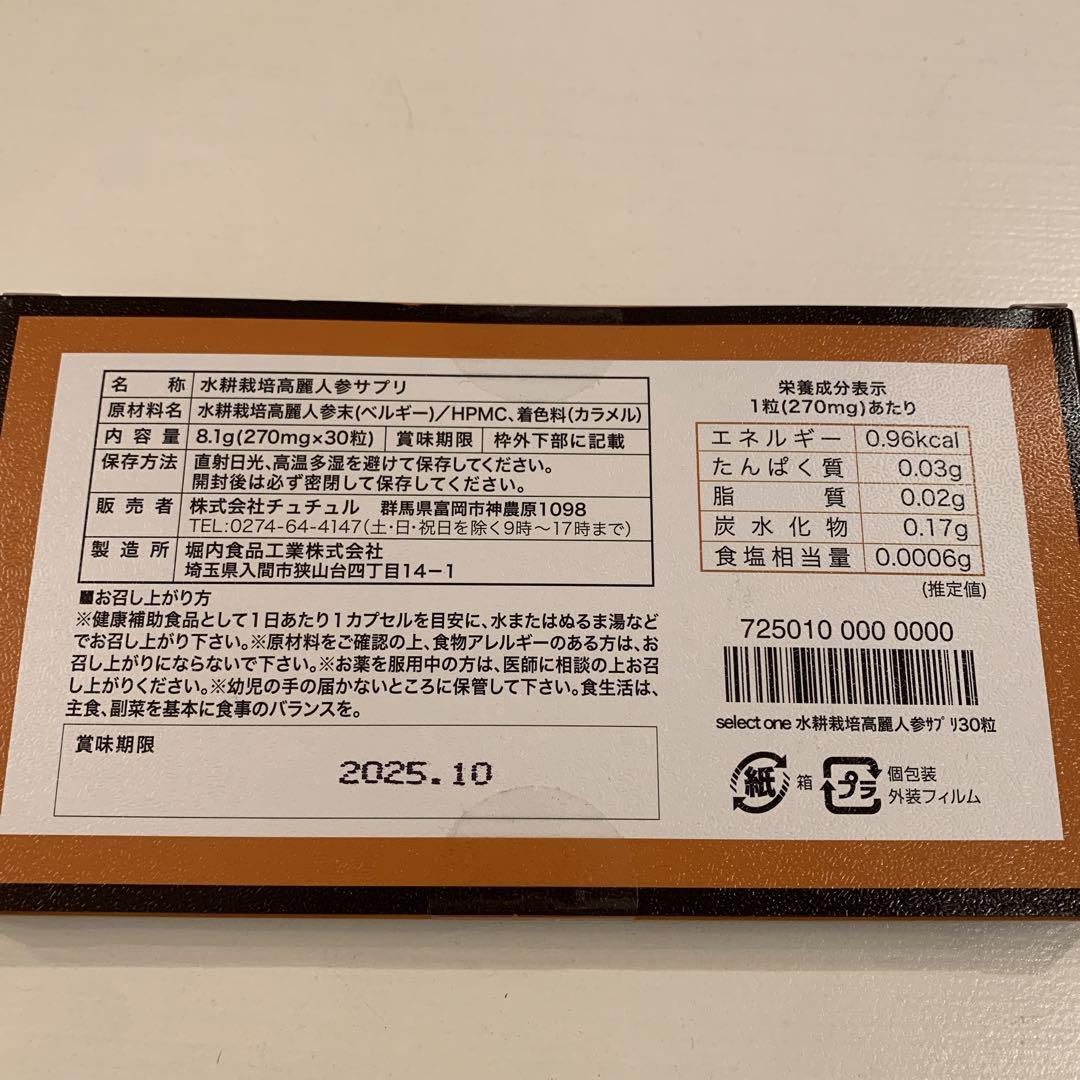 名称 水耕栽培高麗人参サプリ
原材料名 水耕栽培高麗人参末(ベルギー)／HPMC、着色料(カラメル)
内容量 8.1g(270mg×30粒) 賞味期限 枠外下部に記載
保存方法 直射日光、高温多湿を避けて保存してください。
開封後は必ず密閉して保存してください。
販売者 株式会社チュチュル 群馬県富岡市神農原1098
TEL:0274-64-4147(土・日・祝日を除く9時〜17時まで)
製造所 堀内食品工業株式会社
埼玉県入間市狭山台四丁目14−1
■お召し上がり方
※健康補助食品として1日あたり1カプセルを目安に、水またはぬるま湯など
でお召し上がり下さい。※原材料をご確認の上、食物アレルギーのある方は、お
召し上がりにならないで下さい。※お薬を服用中の方は、医師に相談の上お召
し上がりください。※幼児の手の届かないところに保管して下さい。食生活は、
主食、副菜を基本に食事のバランスを。
賞味期限
2025.10
栄養成分表示
1粒(270mg)あたり
エネルギー 0.96kcal
たんぱく質 0.03g
脂質 0.02g
炭水化物 0.17g
食塩相当量 0.0006g
(推定値)
725010 000 0000
select one 水耕栽培高麗人参ｻﾌﾟﾘ30粒
紙 箱 プラ 個包装
外装フィルム